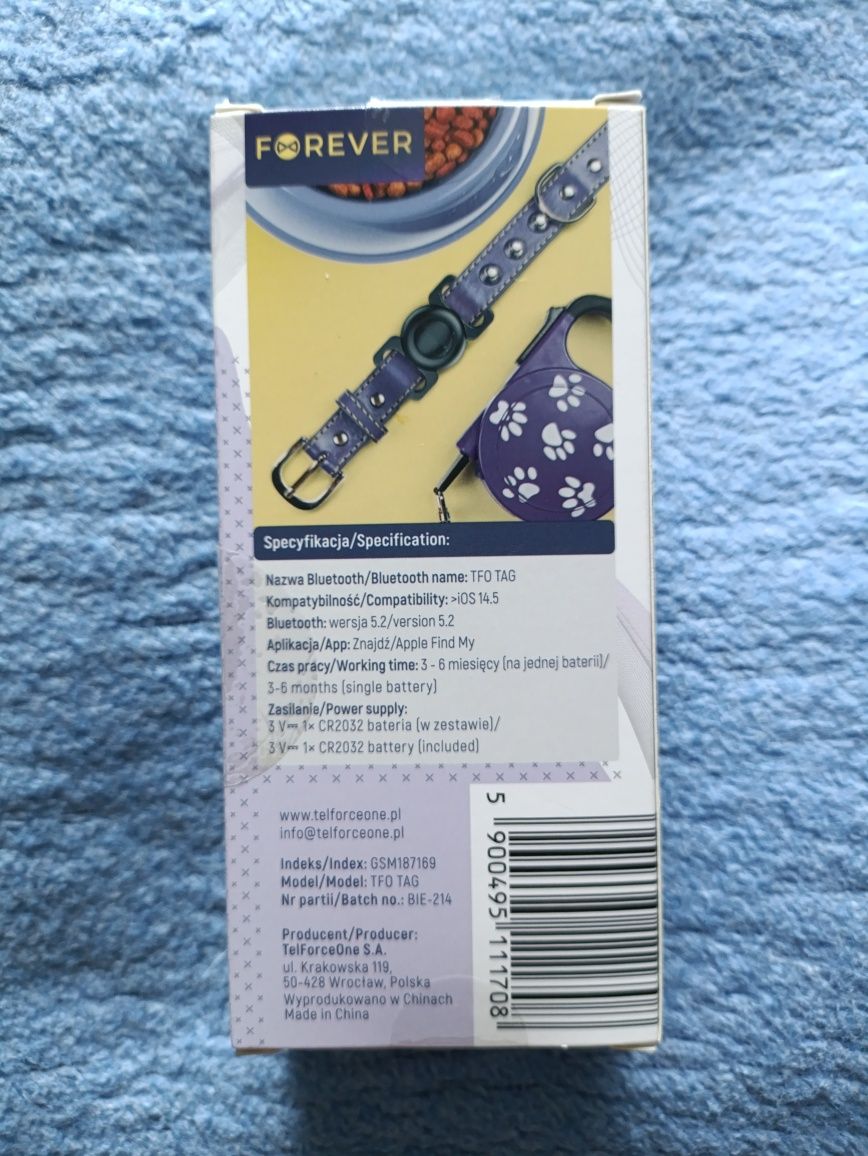 FOREVER
Specyfikacja/Specification:
Nazwa Bluetooth/Bluetooth name: TFO TAG
Kompatybilność/Compatibility: >iOS 14.5
Bluetooth: wersja 5.2/version 5.2
Aplikacja/App: Znajdź/Apple Find My
Czas pracy/Working time: 3 - 6 miesięcy (na jednej baterii)/
3-6 months (single battery)
Zasilanie/Power supply:
3 V⎓ 1× CR2032 bateria (w zestawie)/
3 V⎓ 1× CR2032 battery (included)
www.telforceone.pl
info@telforceone.pl
Indeks/Index: GSM187169
Model/Model: TFO TAG
Nr partii/Batch no.: BIE-214
Producent/Producer:
TelForceOne S.A.
ul. Krakowska 119,
50-428 Wrocław, Polska
Wyprodukowano w Chinach
Made in China
5 900495 111708